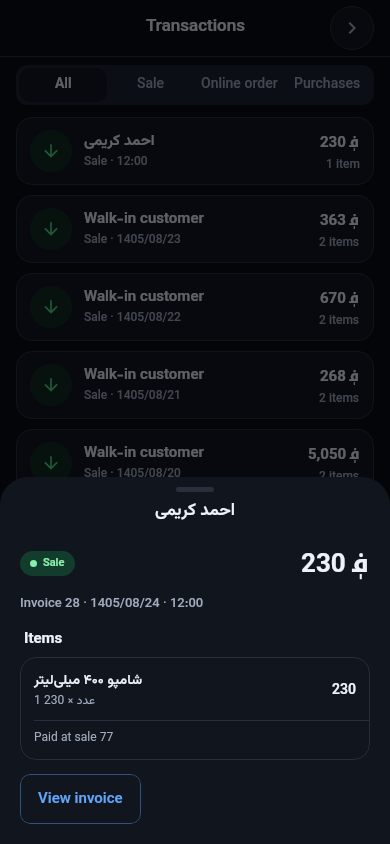 Transactions
All
Sale
Online order
Purchases
احمد کریمی
230 ؋
Sale · 12:00
1 item
Walk-in customer
363 ؋
Sale · 1405/08/23
2 items
Walk-in customer
670 ؋
Sale · 1405/08/22
2 items
Walk-in customer
268 ؋
Sale · 1405/08/21
2 items
Walk-in customer
5,050 ؋
Sale · 1405/08/20
2 items
احمد کریمی
Sale
230 ؋
Invoice 28 · 1405/08/24 · 12:00
Items
شامپو ۴۰۰ میلی‌لیتر
230
1 عدد × 230
Paid at sale 77
View invoice